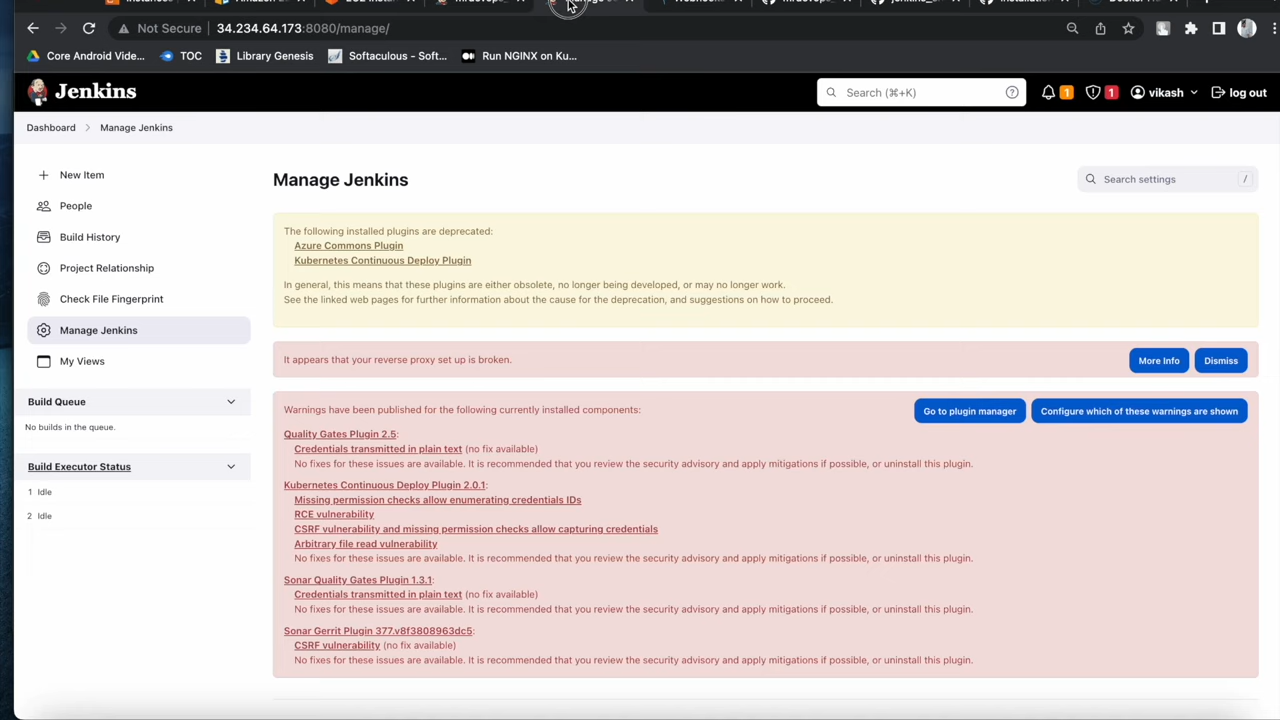 Not Secure 34.234.64.173:8080/manage/
Core Android Vide... TOC Library Genesis Softaculous – Soft... Run NGINX on Ku...
Jenkins Search (⌘+K) 1 1 vikash log out
Dashboard Manage Jenkins
New Item
People
Build History
Project Relationship
Check File Fingerprint
Manage Jenkins
My Views
Build Queue
No builds in the queue.
Build Executor Status
1 Idle
2 Idle
Manage Jenkins
Search settings /
The following installed plugins are deprecated:
Azure Commons Plugin
Kubernetes Continuous Deploy Plugin
In general, this means that these plugins are either obsolete, no longer being developed, or may no longer work.
See the linked web pages for further information about the cause for the deprecation, and suggestions on how to proceed.
It appears that your reverse proxy set up is broken.
More Info Dismiss
Warnings have been published for the following currently installed components:
Go to plugin manager Configure which of these warnings are shown
Quality Gates Plugin 2.5:
Credentials transmitted in plain text (no fix available)
No fixes for these issues are available. It is recommended that you review the security advisory and apply mitigations if possible, or uninstall this plugin.
Kubernetes Continuous Deploy Plugin 2.0.1:
Missing permission checks allow enumerating credentials IDs
RCE vulnerability
CSRF vulnerability and missing permission checks allow capturing credentials
Arbitrary file read vulnerability
No fixes for these issues are available. It is recommended that you review the security advisory and apply mitigations if possible, or uninstall this plugin.
Sonar Quality Gates Plugin 1.3.1:
Credentials transmitted in plain text (no fix available)
No fixes for these issues are available. It is recommended that you review the security advisory and apply mitigations if possible, or uninstall this plugin.
Sonar Gerrit Plugin 377.v8f3808963dc5:
CSRF vulnerability (no fix available)
No fixes for these issues are available. It is recommended that you review the security advisory and apply mitigations if possible, or uninstall this plugin.